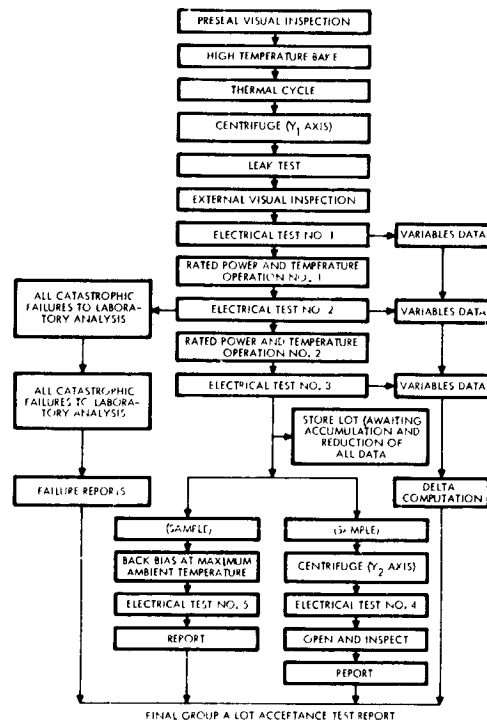 PRESEAL VISUAL INSPECTION
HIGH TEMPERATURE BAKE
THERMAL CYCLE
CENTRIFUGE (Y1 AXIS)
LEAK TEST
EXTERNAL VISUAL INSPECTION
ELECTRICAL TEST NO. 1
VARIABLES DATA
RATED POWER AND TEMPERATURE
OPERATION NO. 1
ALL CATASTROPHIC
FAILURES TO LABORA-
TORY ANALYSIS
ELECTRICAL TEST NO. 2
VARIABLES DATA
RATED POWER AND TEMPERATURE
OPERATION NO. 2
ALL CATASTROPHIC
FAILURES TO LABORA-
TORY ANALYSIS
ELECTRICAL TEST NO. 3
VARIABLES DATA
STORE LOT (AWAITING
ACCUMULATION AND
REDUCTION OF
ALL DATA
FAILURE REPORTS
DELTA
COMPUTATION
(SAMPLE)
(SAMPLE)
BACK BIAS AT MAXIMUM
AMBIENT TEMPERATURE
CENTRIFUGE (Y2 AXIS)
ELECTRICAL TEST NO. 5
ELECTRICAL TEST NO. 4
REPORT
OPEN AND INSPECT
REPORT
FINAL GROUP A LOT ACCEPTANCE TEST REPORT